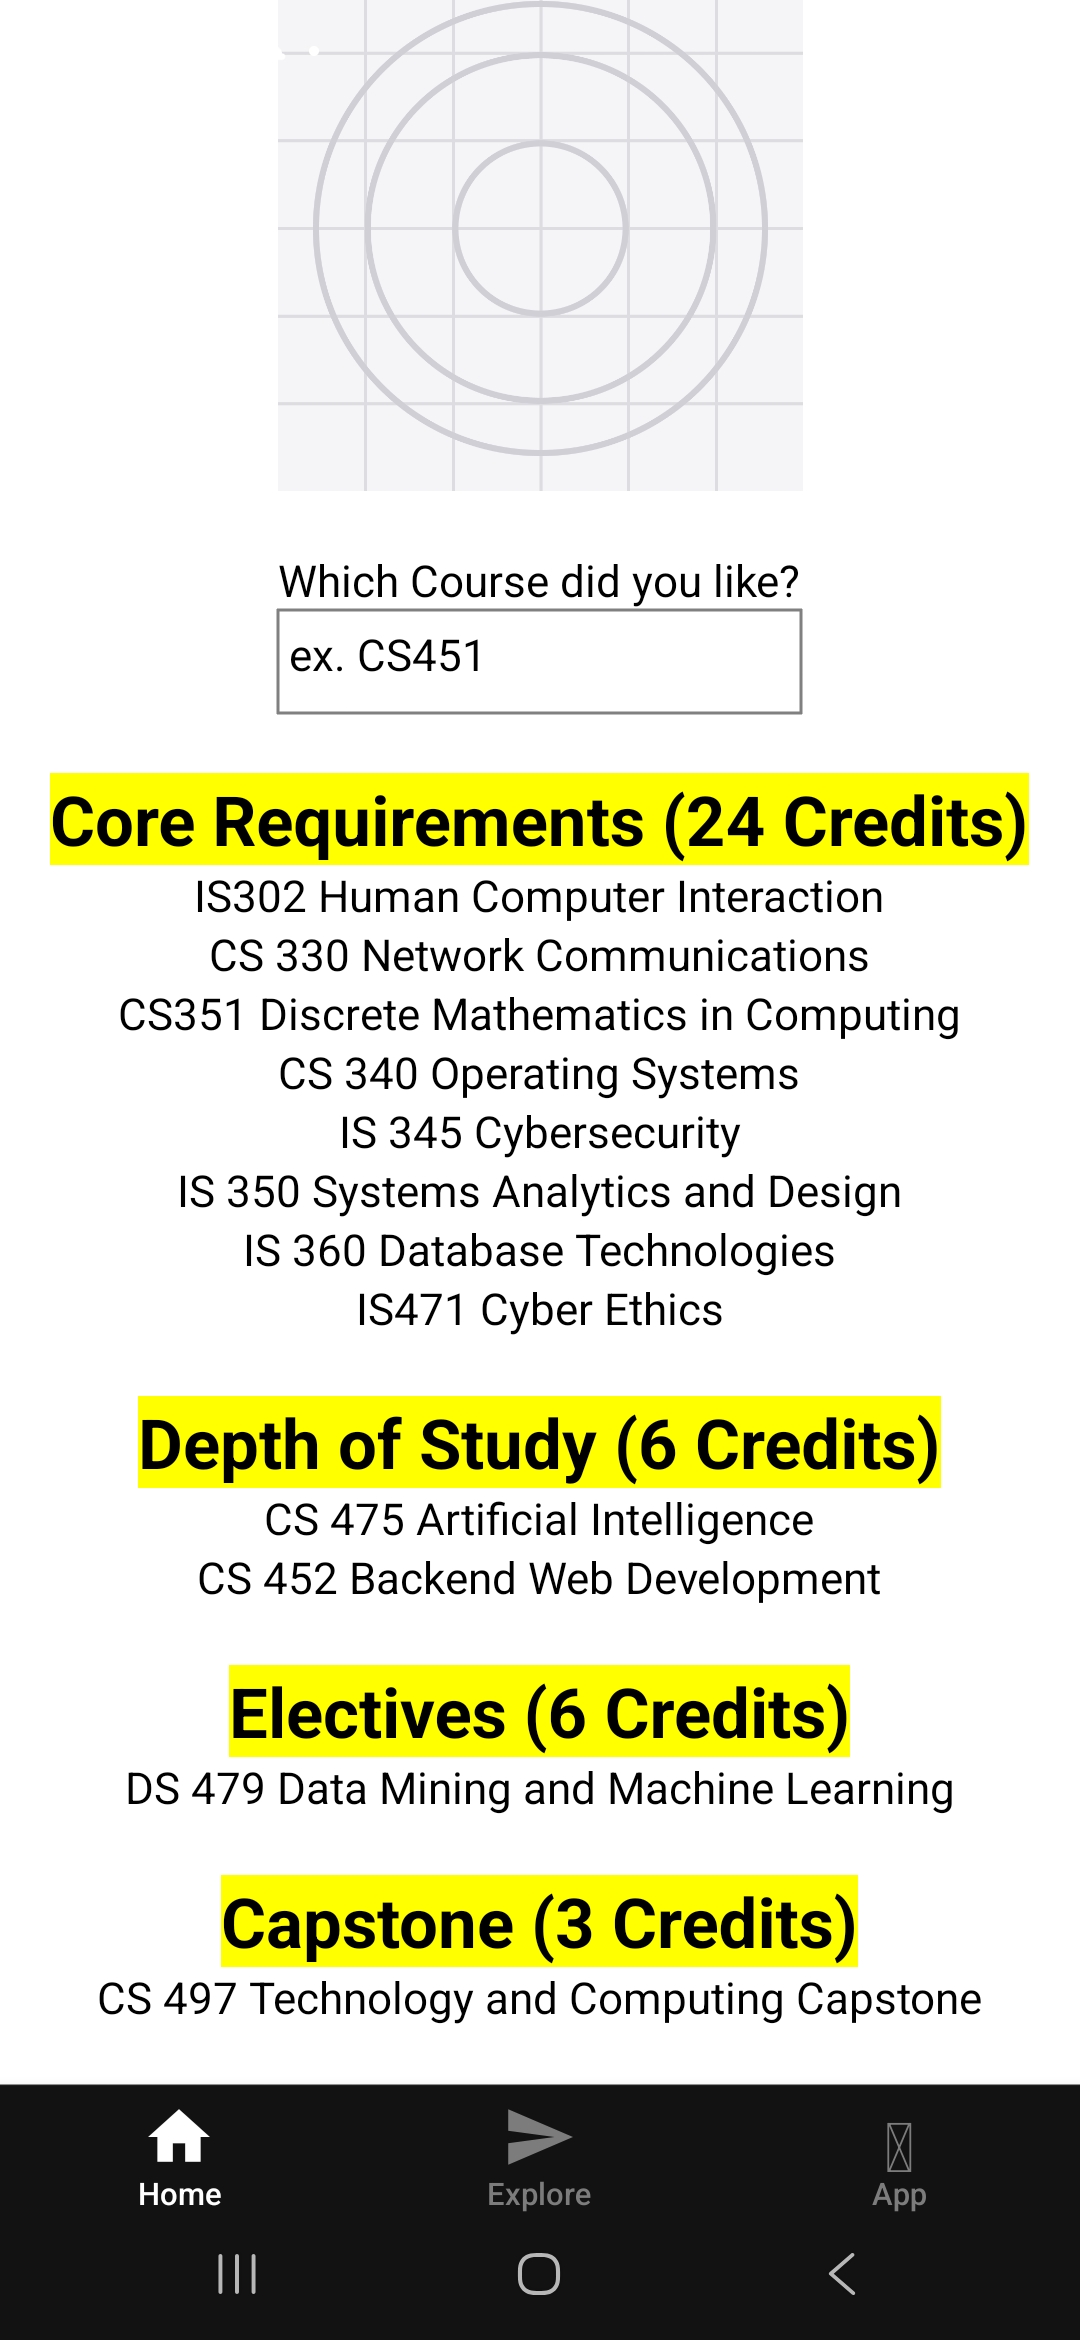 Which Course did you like?
ex. CS451
Core Requirements (24 Credits)
IS302 Human Computer Interaction
CS 330 Network Communications
CS351 Discrete Mathematics in Computing
CS 340 Operating Systems
IS 345 Cybersecurity
IS 350 Systems Analytics and Design
IS 360 Database Technologies
IS471 Cyber Ethics
Depth of Study (6 Credits)
CS 475 Artificial Intelligence
CS 452 Backend Web Development
Electives (6 Credits)
DS 479 Data Mining and Machine Learning
Capstone (3 Credits)
CS 497 Technology and Computing Capstone
Home Explore App